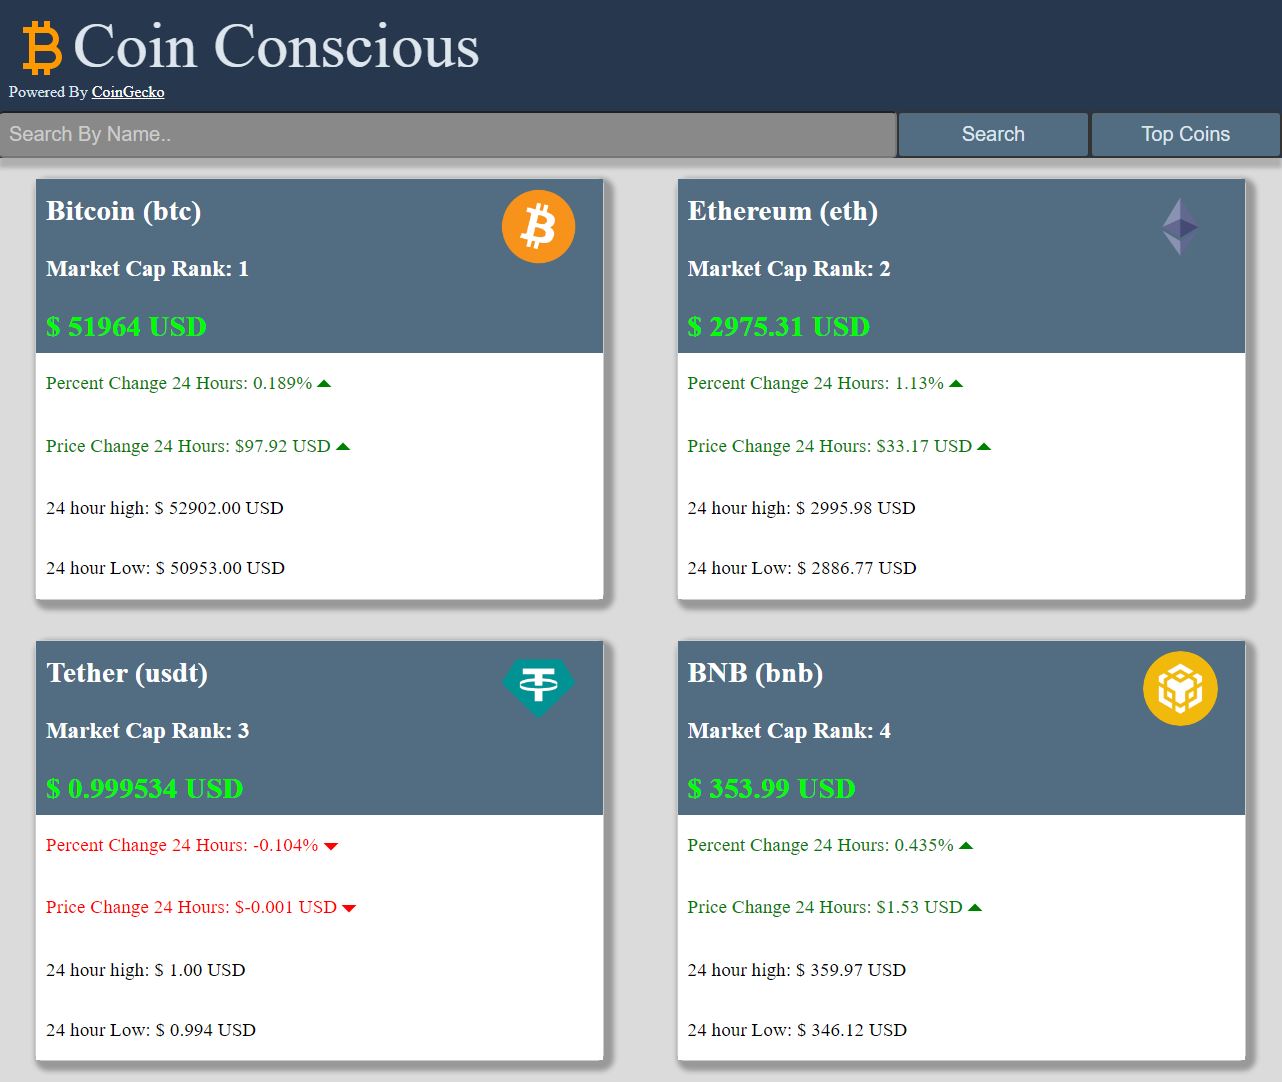 Coin Conscious
Powered By CoinGecko
Search By Name..
Search
Top Coins
Bitcoin (btc)
Market Cap Rank: 1
$ 51964 USD
Percent Change 24 Hours: 0.189%
Price Change 24 Hours: $97.92 USD
24 hour high: $ 52902.00 USD
24 hour Low: $ 50953.00 USD
Ethereum (eth)
Market Cap Rank: 2
$ 2975.31 USD
Percent Change 24 Hours: 1.13%
Price Change 24 Hours: $33.17 USD
24 hour high: $ 2995.98 USD
24 hour Low: $ 2886.77 USD
Tether (usdt)
Market Cap Rank: 3
$ 0.999534 USD
Percent Change 24 Hours: -0.104%
Price Change 24 Hours: $-0.001 USD
24 hour high: $ 1.00 USD
24 hour Low: $ 0.994 USD
BNB (bnb)
Market Cap Rank: 4
$ 353.99 USD
Percent Change 24 Hours: 0.435%
Price Change 24 Hours: $1.53 USD
24 hour high: $ 359.97 USD
24 hour Low: $ 346.12 USD